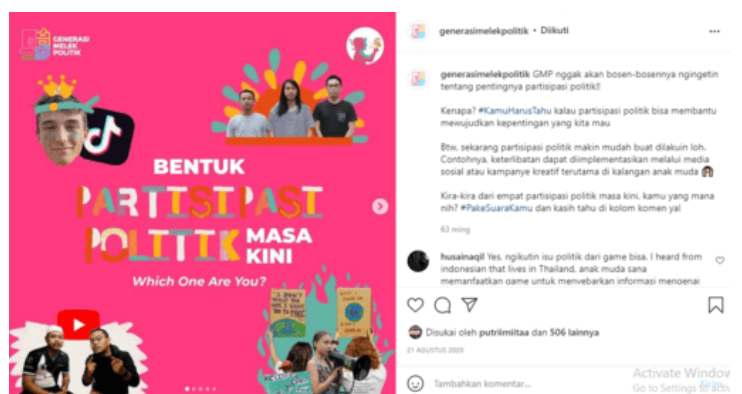 GENERASI
MELEK
POLITIK
BENTUK
PARTISIPASI
POLITIK MASA
KINI
Which One Are You?
generasimelekpolitik • Diikuti
generasimelekpolitik GMP nggak akan bosen-bosennya ngingetin
tentang pentingnya partisipasi politik!!
Kenapa? #KamuHarusTahu kalau partisipasi politik bisa membantu
mewujudkan kepentingan yang kita mau
Btw, sekarang partisipasi politik makin mudah buat dilakuin loh.
Contohnya, keterlibatan dapat diimplementasikan melalui media
sosial atau kampanye kreatif terutama di kalangan anak muda
Kira-kira dari empat partisipasi politik masa kini, kamu yang mana
nih? #PakeSuaraKamu dan kasih tahu di kolom komen ya!
63 ming
husainaqil Yes, ngikutin isu politik dari game bisa. I heard from
indonesian that lives in Thailand, anak muda sana
memanfaatkan game untuk menyebarkan informasi mengenai
Disukai oleh putriimiitaa dan 506 lainnya
21 AGUSTUS 2020
Tambahkan komentar...
Activate Window
Go to Settings to activ